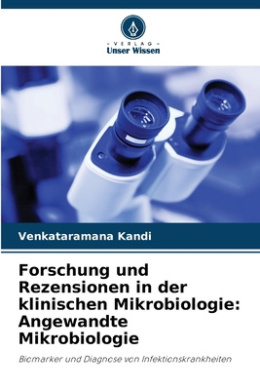 • VERLAG •
Unser Wissen
Venkataramana Kandi
Forschung und
Rezensionen in der
klinischen Mikrobiologie:
Angewandte
Mikrobiologie
Biomarker und Diagnose von Infektionskrankheiten